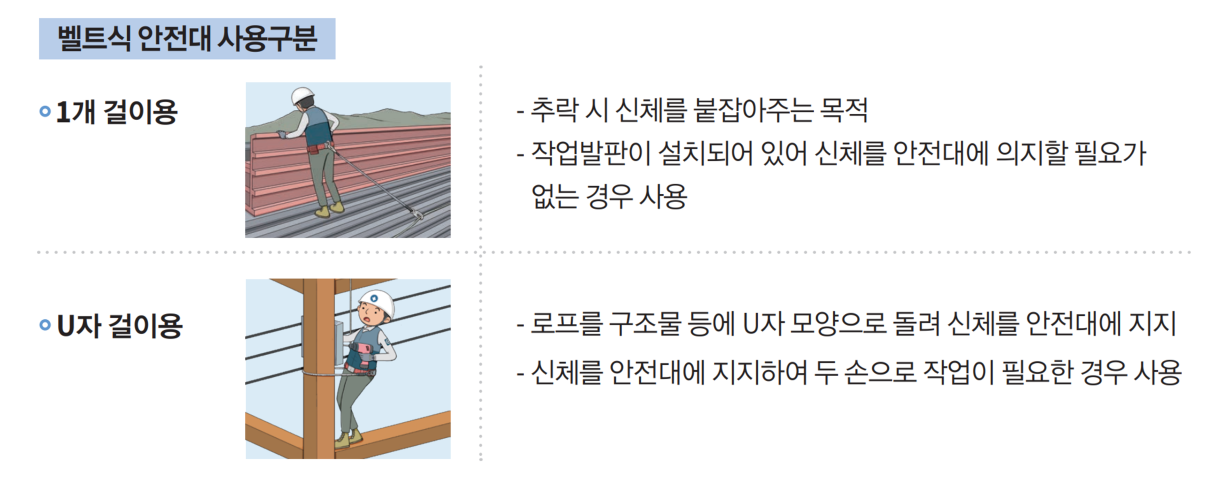 벨트식 안전대 사용구분
1개 걸이용
- 추락 시 신체를 붙잡아주는 목적
- 작업발판이 설치되어 있어 신체를 안전대에 의지할 필요가
없는 경우 사용
U자 걸이용
- 로프를 구조물 등에 U자 모양으로 돌려 신체를 안전대에 지지
- 신체를 안전대에 지지하여 두 손으로 작업이 필요한 경우 사용